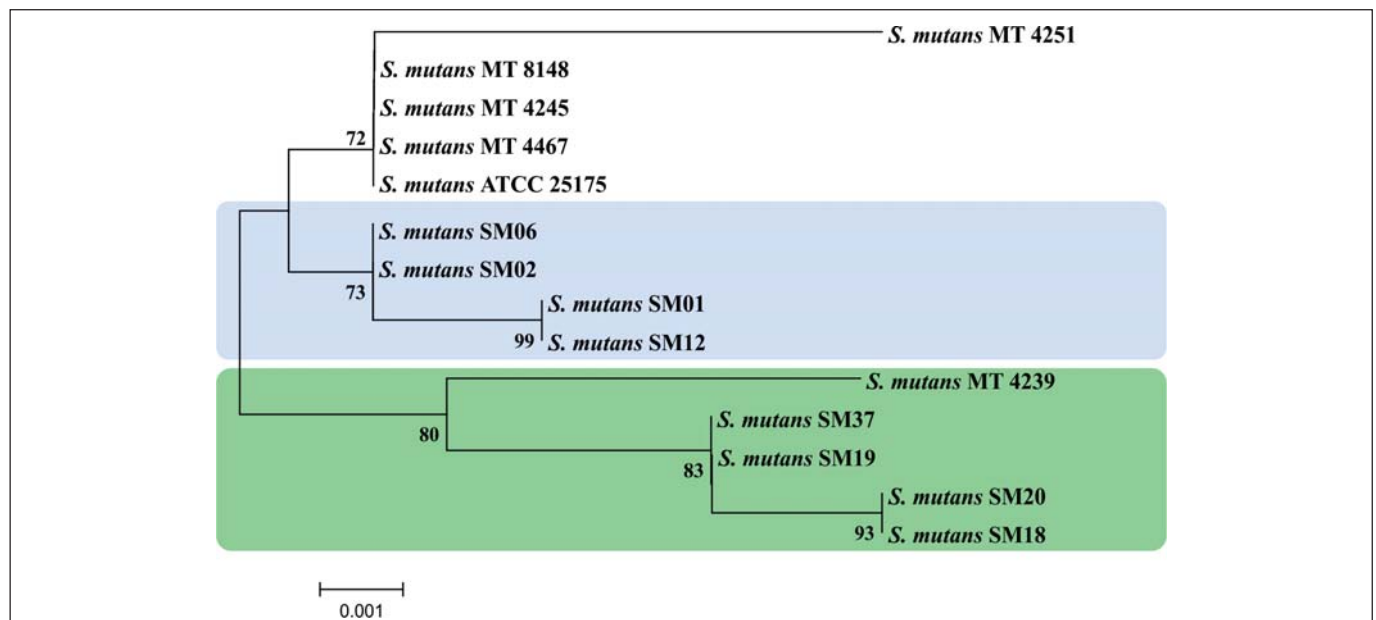 S. mutans MT 4251
S. mutans MT 8148
S. mutans MT 4245
72 S. mutans MT 4467
S. mutans ATCC 25175
S. mutans SM06
S. mutans SM02
73
S. mutans SM01
99 S. mutans SM12
S. mutans MT 4239
S. mutans SM37
80
S. mutans SM19
83
S. mutans SM20
93 S. mutans SM18
0.001